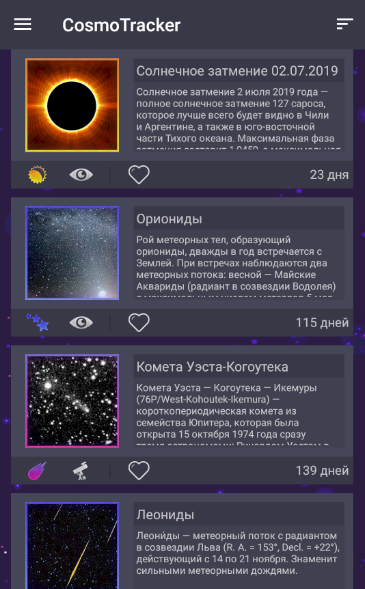 CosmoTracker
Солнечное затмение 02.07.2019
Солнечное затмение 2 июля 2019 года —
полное солнечное затмение 127 сароса,
которое лучше всего будет видно в Чили
и Аргентине, а также в юго-восточной
части Тихого океана. Максимальная фаза
23 дня
Ориониды
Рой метеорных тел, образующий
ориониды, дважды в год встречается с
Землей. При встречах наблюдаются два
метеорных потока: весной — Майские
Аквариды (радиант в созвездии Водолея)
115 дней
Комета Уэста-Когоутека
Комета Уэста — Когоутека — Икемуры
(76P/West-Kohoutek-Ikemura) —
короткопериодическая комета из
семейства Юпитера, которая была
открыта 15 октября 1974 года сразу
139 дней
Леониды
Леони́ды — метеорный поток с радиантом
в созвездии Льва (R. A. = 153°, Decl. = +22°),
действующий с 14 по 21 ноября. Знаменит
сильными метеорными дождями.